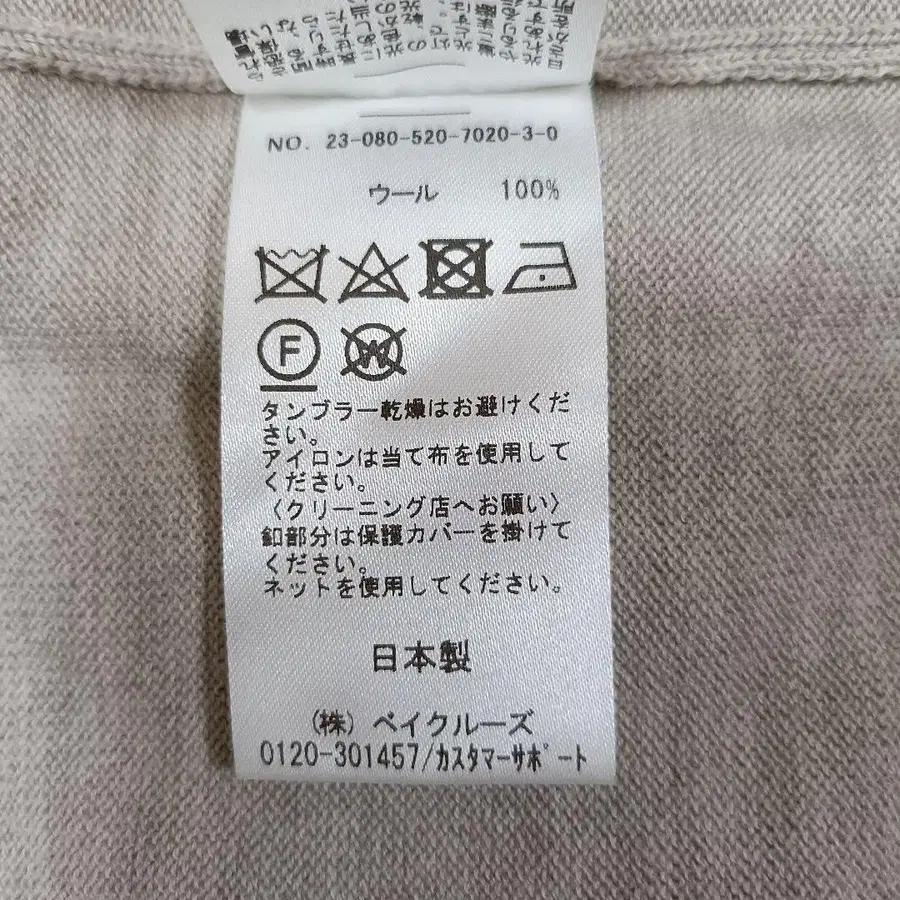 NO. 23-080-520-7020-3-0
ウール 100%
F
W
タンブラー乾燥はお避けくだ
さい。
アイロンは当て布を使用して
ください。
〈クリーニング店へお願い〉
釦部分は保護カバーを掛けて
ください。
ネットを使用してください。
日本製
（株）ベイクルーズ
0120-301457/カスタマーサポート